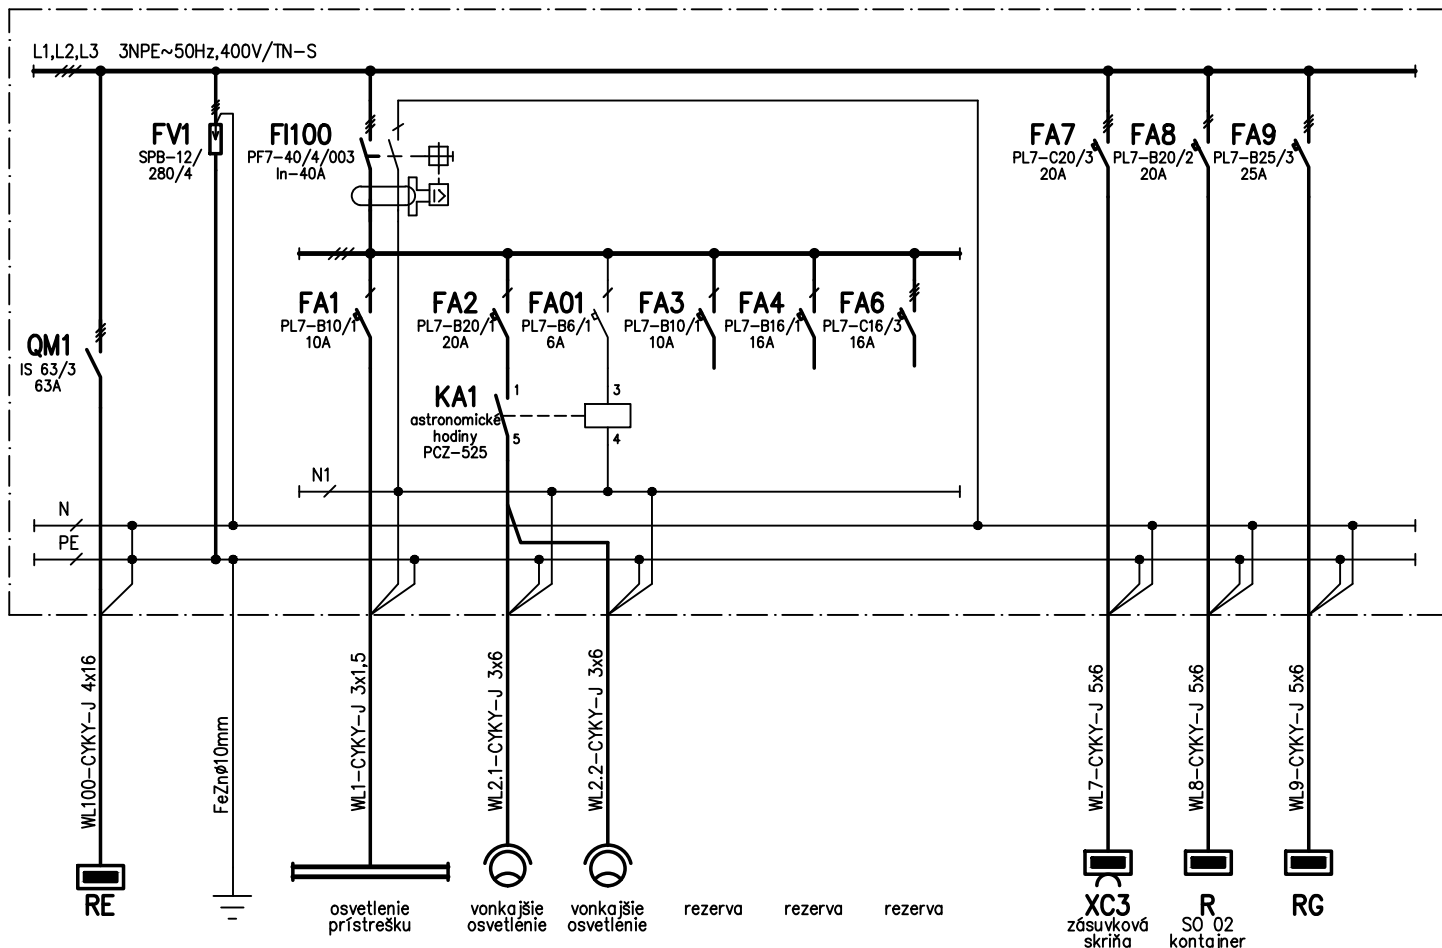 L1,L2,L3 3NPE~50Hz,400V/TN-S
FV1
SPB-12/
280/4
FI100
PF7-40/4/003
In-40A
FA7
PL7-C20/3
20A
FA8
PL7-B20/2
20A
FA9
PL7-B25/3
25A
QM1
IS 63/3
63A
FA1
PL7-B10/1
10A
FA2
PL7-B20/1
20A
FA01
PL7-B6/1
6A
FA3
PL7-B10/1
10A
FA4
PL7-B16/1
16A
FA6
PL7-C16/3
16A
KA1
astronomické
hodiny
PCZ-525
1
5
3
4
I>
N1
N
PE
WL100-CYKY-J 4x16
FeZnø10mm
WL1-CYKY-J 3x1,5
WL2.1-CYKY-J 3x6
WL2.2-CYKY-J 3x6
WL7-CYKY-J 5x6
WL8-CYKY-J 5x6
WL9-CYKY-J 5x6
RE
osvetlenie
prístrešku
vonkajšie
osvetlenie
vonkajšie
osvetlenie
rezerva
rezerva
rezerva
XC3
zásuvková
skriňa
R
SO 02
kontajner
RG